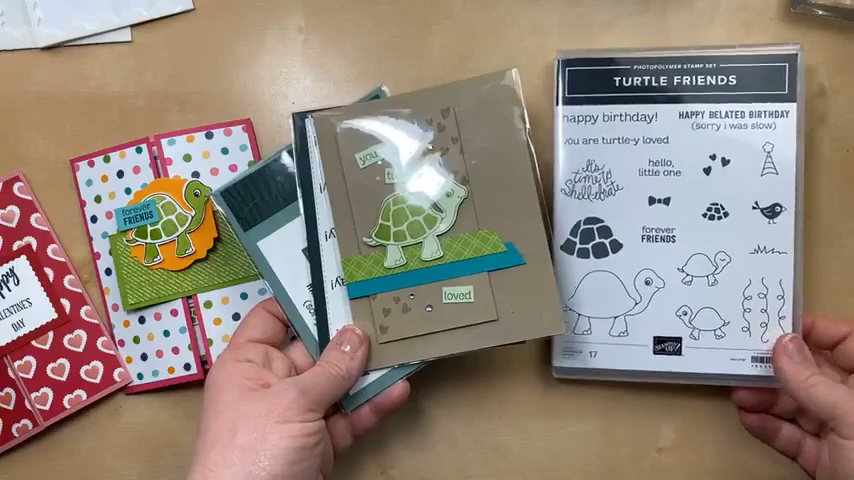 PHOTOPOLYMER STAMP SET
TURTLE FRIENDS
happy birthday!
HAPPY BELATED BIRTHDAY
(sorry i was slow)
you are turtle-y loved
It's
time to
Shellebrate
hello,
little one
forever
FRIENDS
17
forever
FRIENDS
you
loved
VALENTINE'S
DAY